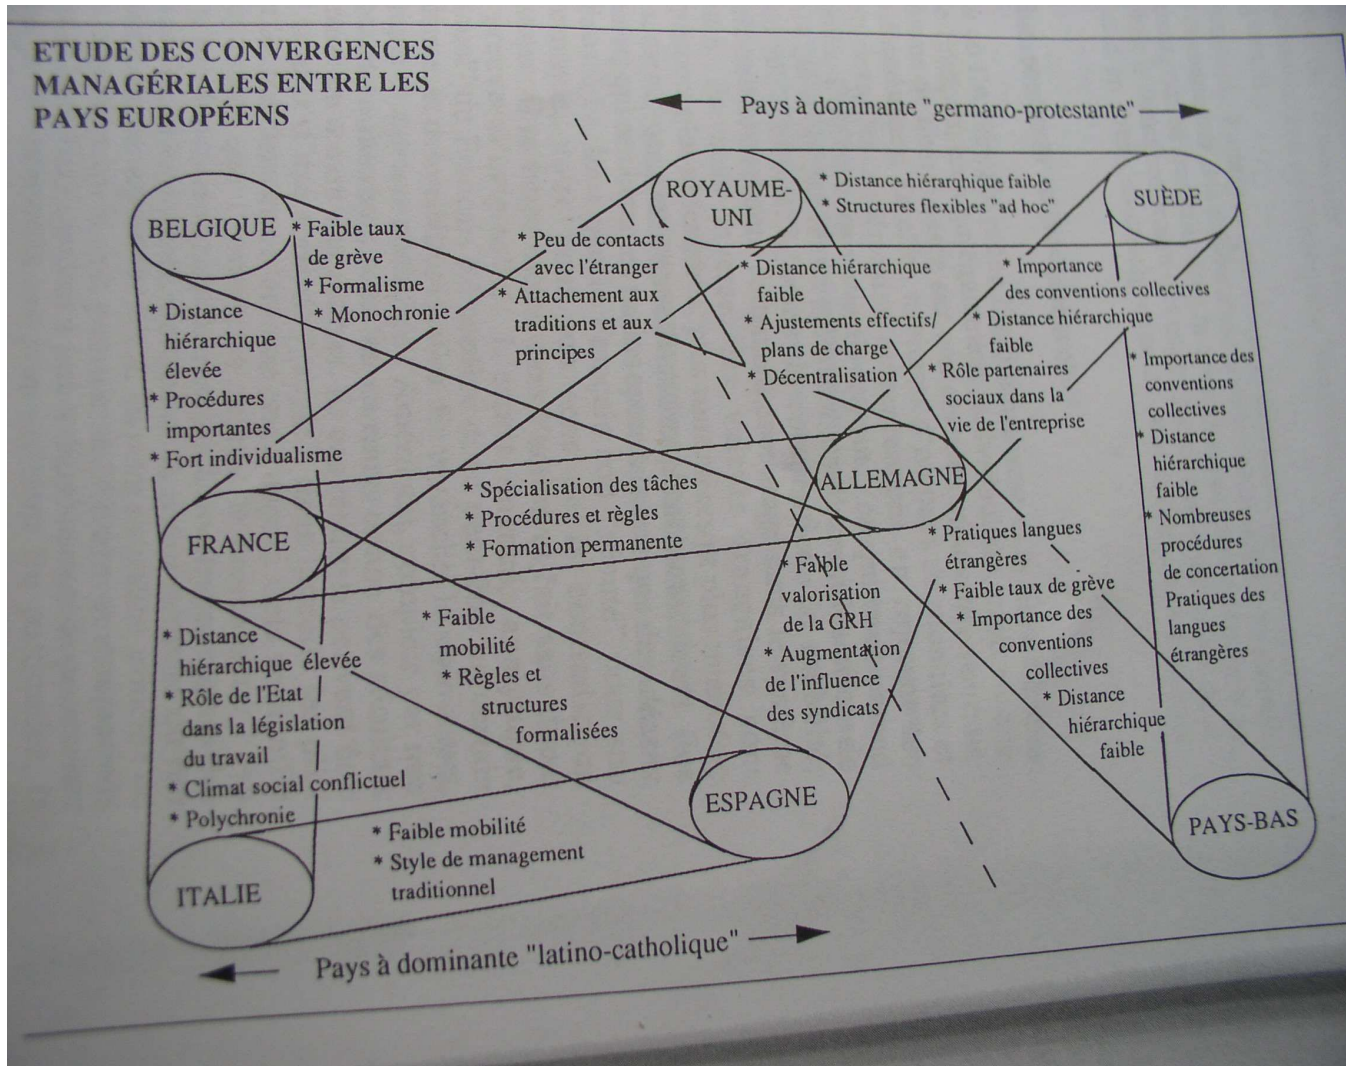 ETUDE DES CONVERGENCES
MANAGÉRIALES ENTRE LES
PAYS EUROPÉENS
Pays à dominante "germano-protestante"
BELGIQUE
* Faible taux
de grève
* Formalisme
* Monochronie
* Peu de contacts
avec l'étranger
* Attachement aux
traditions et aux
principes
ROYAUME-
UNI
* Distance hiérarqhique faible
* Structures flexibles "ad hoc"
SUÈDE
* Distance
hiérarchique
élevée
* Procédures
importantes
* Fort individualisme
* Distance hiérarchique
faible
* Ajustements effectifs/
plans de charge
* Décentralisation
* Importance
des conventions collectives
* Distance hiérarchique
faible
* Rôle partenaires
sociaux dans la
vie de l'entreprise
* Importance des
conventions
collectives
* Distance
hiérarchique
faible
* Nombreuses
procédures
de concertation
Pratiques des
langues
étrangères
FRANCE
* Spécialisation des tâches
* Procédures et règles
* Formation permanente
ALLEMAGNE
* Distance
hiérarchique élevée
* Rôle de l'Etat
dans la législation
du travail
* Climat social conflictuel
* Polychronie
* Faible
mobilité
* Règles et
structures
formalisées
* Faible
valorisation
de la GRH
* Augmentation
de l'influence
des syndicats
* Pratiques langues
étrangères
* Faible taux de grève
* Importance des
conventions
collectives
* Distance
hiérarchique
faible
ITALIE
* Faible mobilité
* Style de management
traditionnel
ESPAGNE
PAYS-BAS
Pays à dominante "latino-catholique"